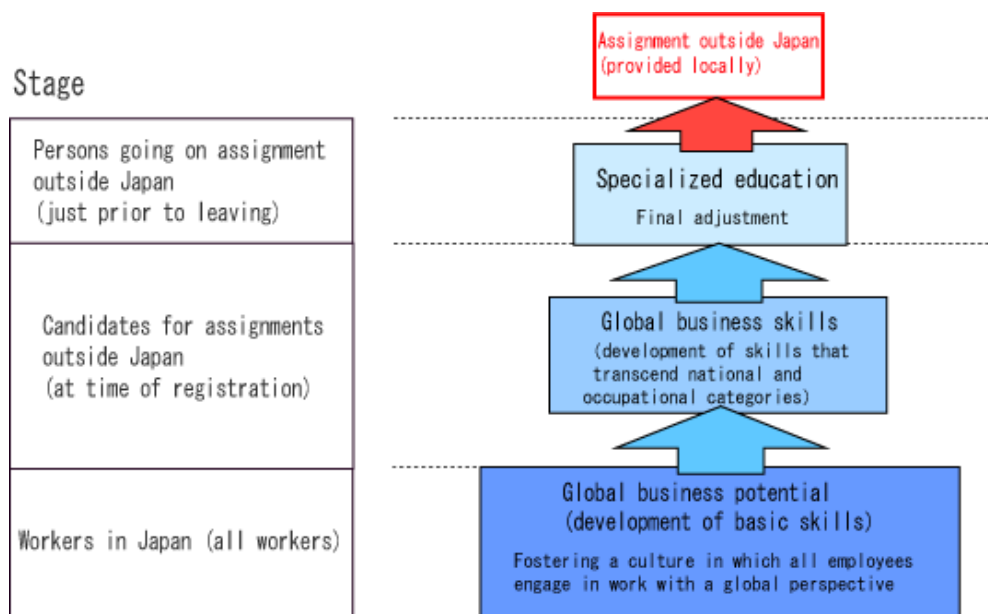 Assignment outside Japan
(provided locally)
Stage
Persons going on assignment
outside Japan
(just prior to leaving)
Specialized education
Final adjustment
Candidates for assignments
outside Japan
(at time of registration)
Global business skills
(development of skills that
transcend national and
occupational categories)
Workers in Japan (all workers)
Global business potential
(development of basic skills)
Fostering a culture in which all employees
engage in work with a global perspective